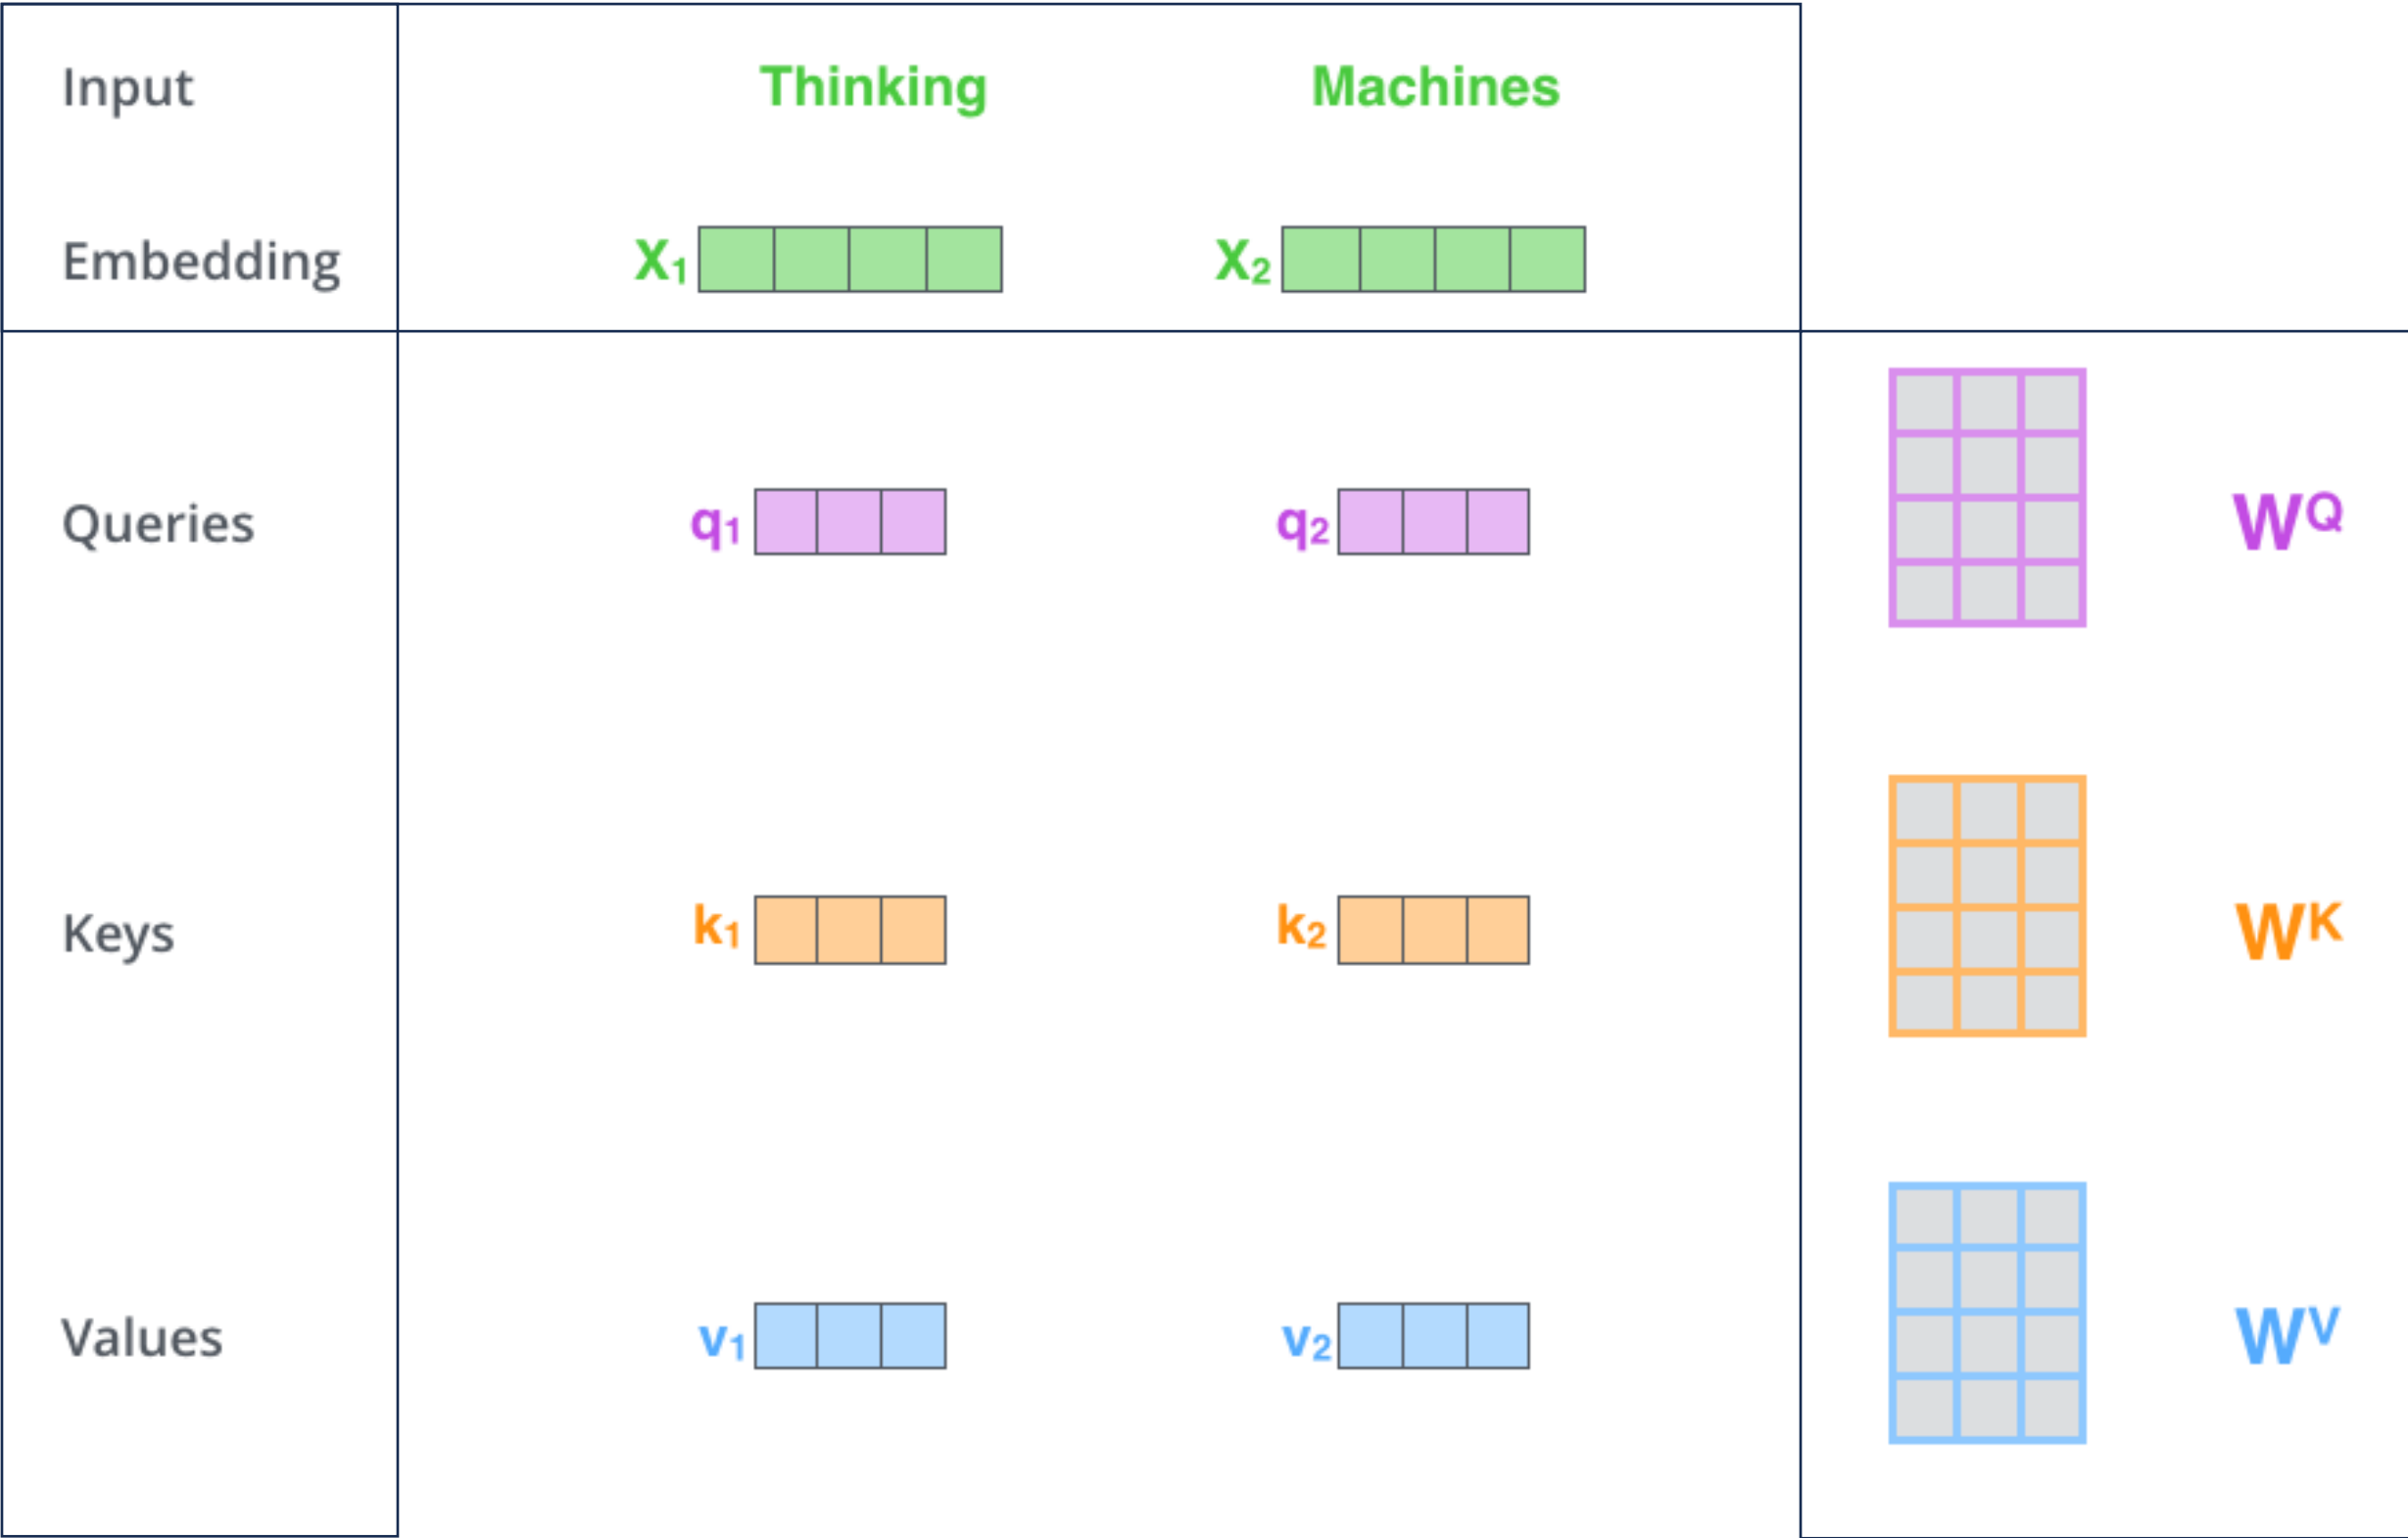 Input Thinking Machines
Embedding X1 X2
Queries q1 q2 WQ
Keys k1 k2 WK
Values v1 v2 WV